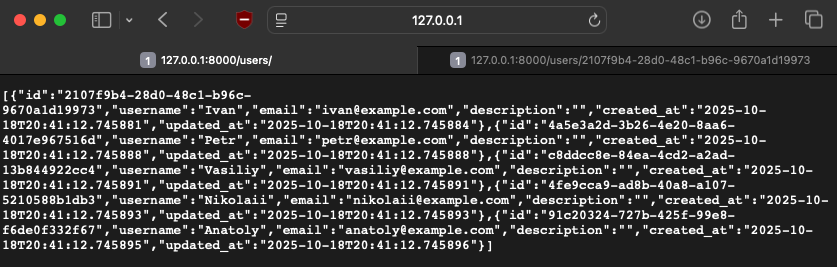 127.0.0.1
1 127.0.0.1:8000/users/
1 127.0.0.1:8000/users/2107f9b4-28d0-48c1-b96c-9670a1d19973
[{"id":"2107f9b4-28d0-48c1-b96c-
9670a1d19973","username":"Ivan","email":"ivan@example.com","description":"","created_at":"2025-10-
18T20:41:12.745881","updated_at":"2025-10-18T20:41:12.745884"},{"id":"4a5e3a2d-3b26-4e20-8aa6-
4017e967516d","username":"Petr","email":"petr@example.com","description":"","created_at":"2025-10-
18T20:41:12.745888","updated_at":"2025-10-18T20:41:12.745888"},{"id":"c8ddcc8e-84ea-4cd2-a2ad-
13b844922cc4","username":"Vasiliy","email":"vasiliy@example.com","description":"","created_at":"2025-10-
18T20:41:12.745891","updated_at":"2025-10-18T20:41:12.745891"},{"id":"4fe9cca9-ad8b-40a8-a107-
5210588b1db3","username":"Nikolaii","email":"nikolaii@example.com","description":"","created_at":"2025-10-
18T20:41:12.745893","updated_at":"2025-10-18T20:41:12.745893"},{"id":"91c20324-727b-425f-99e8-
f6de0f332f67","username":"Anatoly","email":"anatoly@example.com","description":"","created_at":"2025-10-
18T20:41:12.745895","updated_at":"2025-10-18T20:41:12.745896"}]